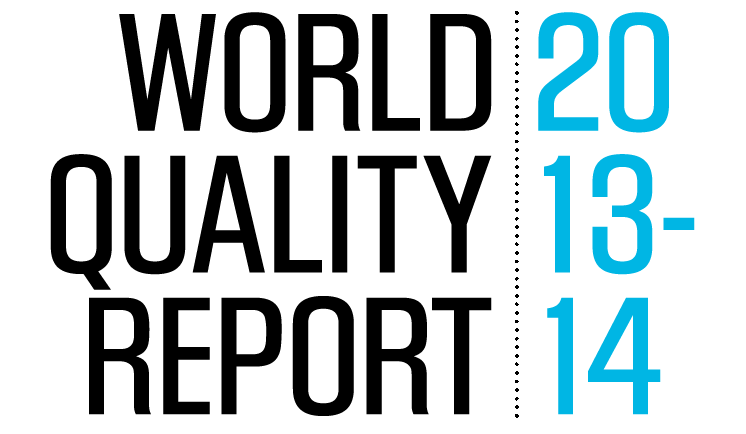 WORLD
QUALITY
REPORT
20
13-
14